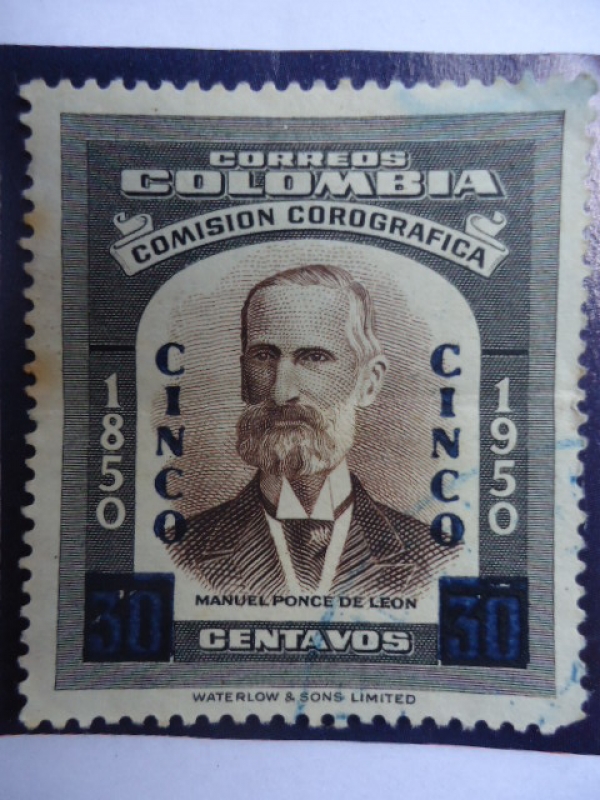 CORREOS
COLOMBIA
COMISION COROGRAFICA
1850
CINCO
CINCO
1950
MANUEL PONCE DE LEON
30
CENTAVOS
30
WATERLOW & SONS LIMITED